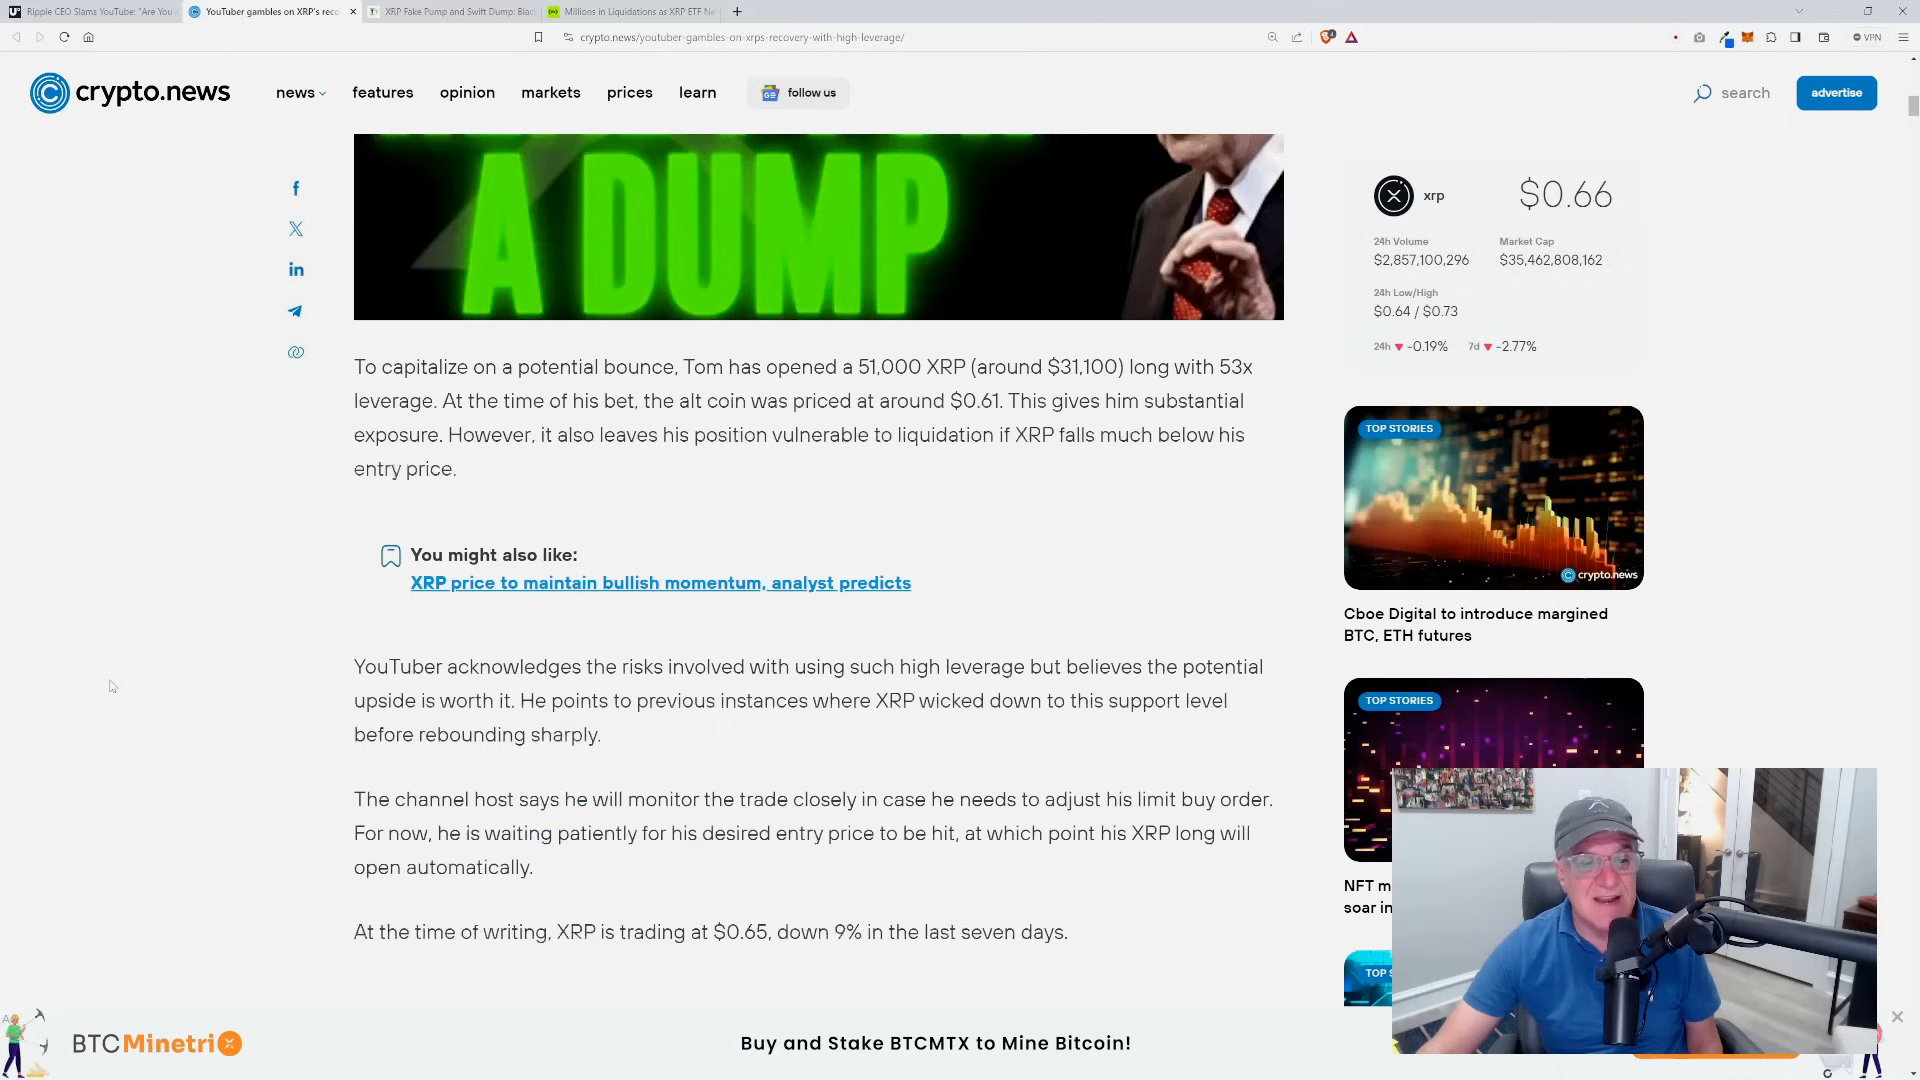 Ripple CEO Slams YouTube: "Are You
YouTuber gambles on XRP's reco
XRP Fake Pump and Swift Dump: Blac
Millions in Liquidations as XRP ETF Ne
crypto.news/youtuber-gambles-on-xrps-recovery-with-high-leverage/
VPN
crypto.news
news
features
opinion
markets
prices
learn
follow us
search
advertise
A DUMP
xrp
$0.66
24h Volume
Market Cap
$2,857,100,296
$35,462,808,162
24h Low/High
$0.64 / $0.73
24h ▼ -0.19%
7d ▼ -2.77%
To capitalize on a potential bounce, Tom has opened a 51,000 XRP (around $31,100) long with 53x
leverage. At the time of his bet, the alt coin was priced at around $0.61. This gives him substantial
exposure. However, it also leaves his position vulnerable to liquidation if XRP falls much below his
entry price.
You might also like:
XRP price to maintain bullish momentum, analyst predicts
YouTuber acknowledges the risks involved with using such high leverage but believes the potential
upside is worth it. He points to previous instances where XRP wicked down to this support level
before rebounding sharply.
The channel host says he will monitor the trade closely in case he needs to adjust his limit buy order.
For now, he is waiting patiently for his desired entry price to be hit, at which point his XRP long will
open automatically.
At the time of writing, XRP is trading at $0.65, down 9% in the last seven days.
TOP STORIES
crypto.news
Cboe Digital to introduce margined
BTC, ETH futures
TOP STORIES
NFT m
soar in
TOP S
BTCMinetrix
Buy and Stake BTCMTX to Mine Bitcoin!